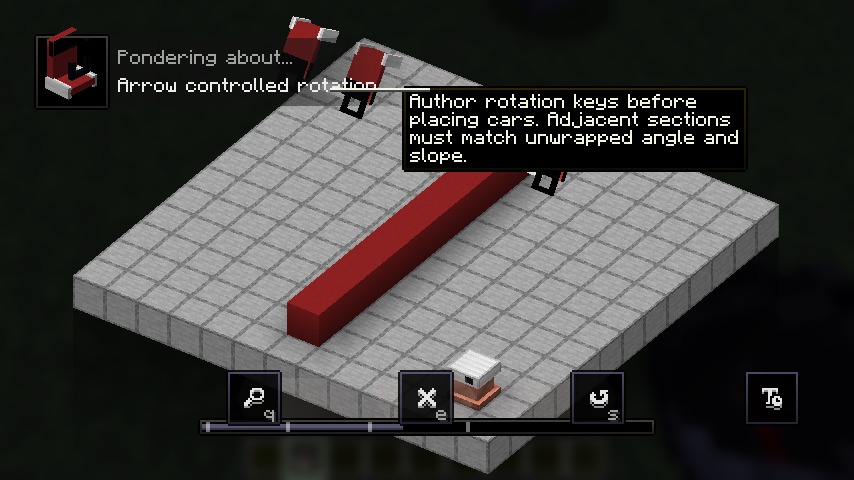 Pondering about...
Arrow controlled rotation
Author rotation keys before
placing cars. Adjacent sections
must match unwrapped angle and
slope.
q
e
s
T